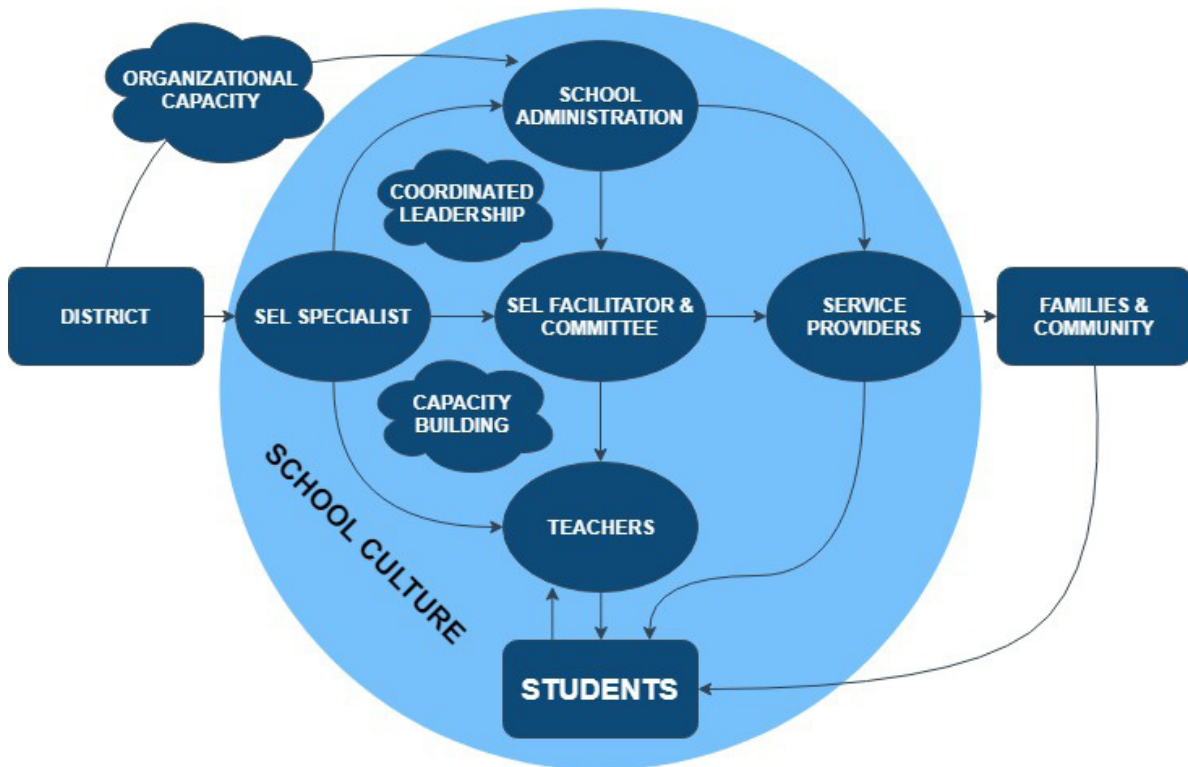 ORGANIZATIONAL
CAPACITY
SCHOOL
ADMINISTRATION
COORDINATED
LEADERSHIP
DISTRICT
SEL SPECIALIST
SEL FACILITATOR &
COMMITTEE
SERVICE
PROVIDERS
FAMILIES &
COMMUNITY
CAPACITY
BUILDING
SCHOOL CULTURE
TEACHERS
STUDENTS